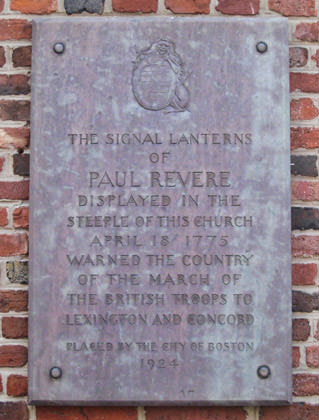 THE SIGNAL LANTERNS
OF
PAUL REVERE
DISPLAYED IN THE
STEEPLE OF THIS CHURCH
APRIL 18 1775
WARNED THE COUNTRY
OF THE MARCH OF
THE BRITISH TROOPS TO
LEXINGTON AND CONCORD
PLACED BY THE CITY OF BOSTON
1924